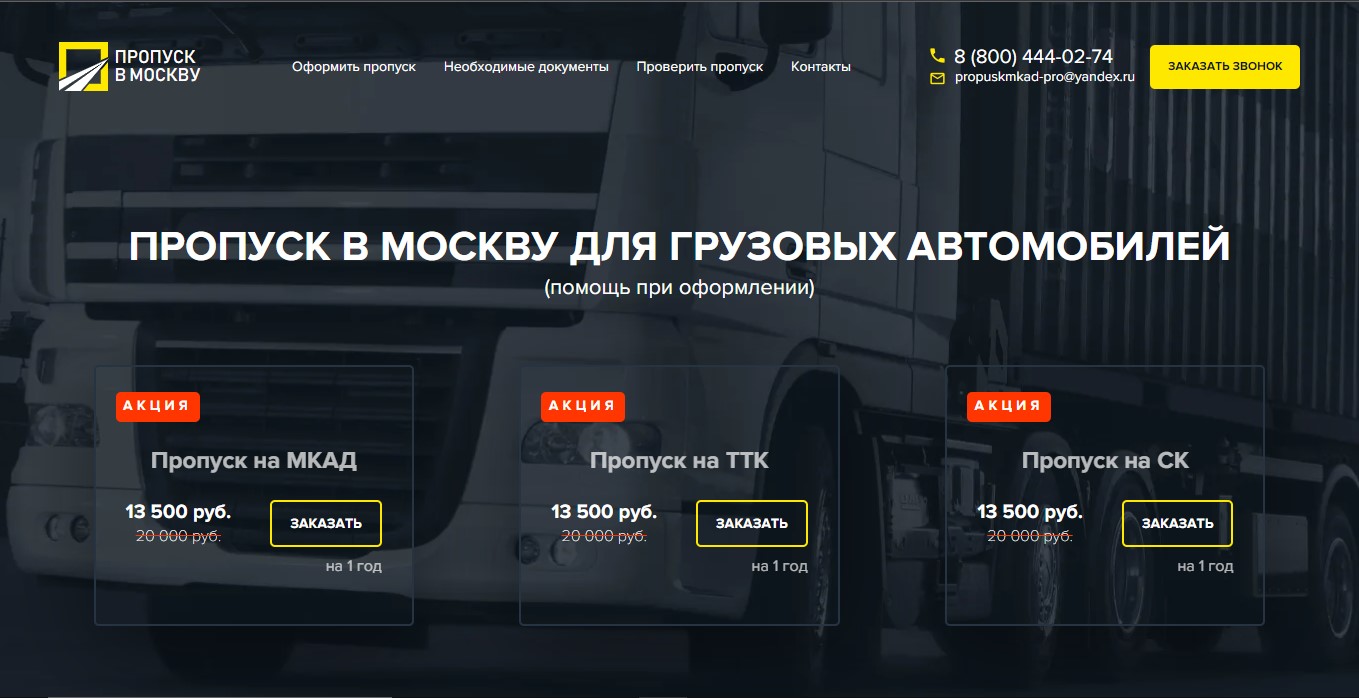 ПРОПУСК
В МОСКВУ
Оформить пропуск
Необходимые документы
Проверить пропуск
Контакты
8 (800) 444-02-74
propuskmkad-pro@yandex.ru
ЗАКАЗАТЬ ЗВОНОК
ПРОПУСК В МОСКВУ ДЛЯ ГРУЗОВЫХ АВТОМОБИЛЕЙ
(помощь при оформлении)
АКЦИЯ
Пропуск на МКАД
13 500 руб.
20 000 руб.
ЗАКАЗАТЬ
на 1 год
АКЦИЯ
Пропуск на ТТК
13 500 руб.
20 000 руб.
ЗАКАЗАТЬ
на 1 год
АКЦИЯ
Пропуск на СК
13 500 руб.
20 000 руб.
ЗАКАЗАТЬ
на 1 год